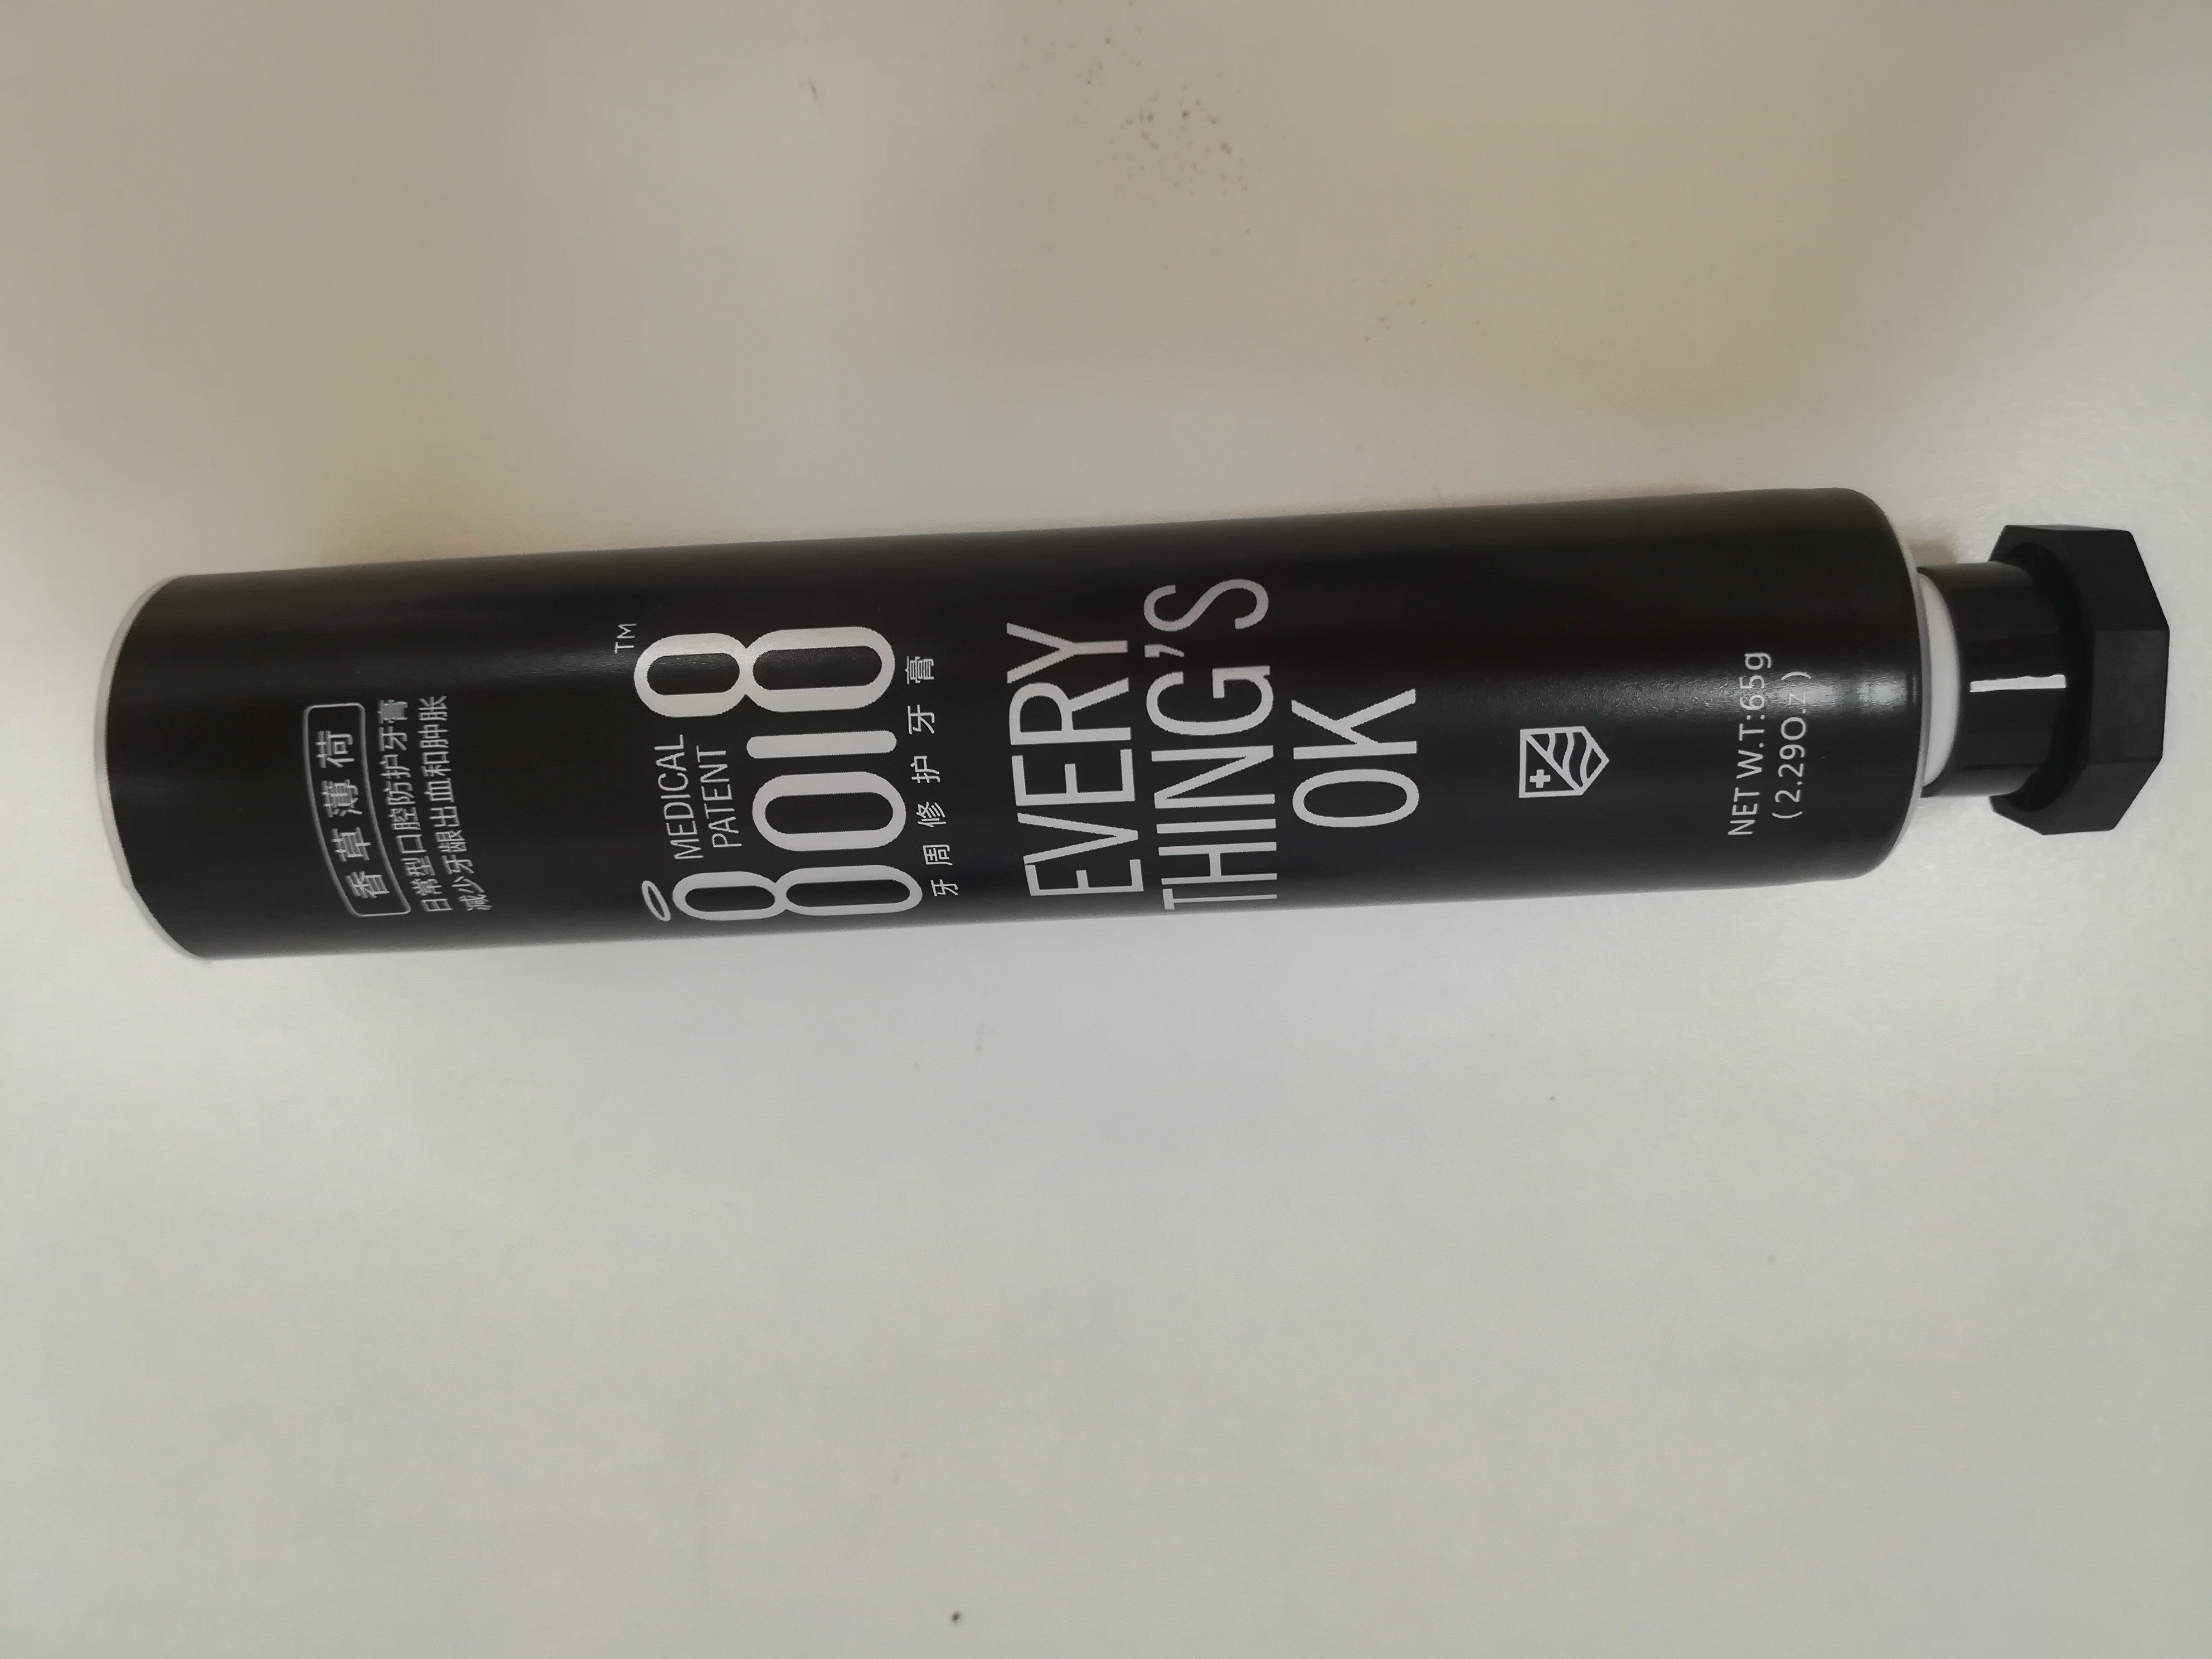 香草薄荷
日常型口腔防护牙膏
减少牙龈出血和肿胀
TM
MEDICAL
PATENT
8018
牙周修护牙膏
EVERY
THING'S
OK
NET W.T:65g
(2.29O.z)